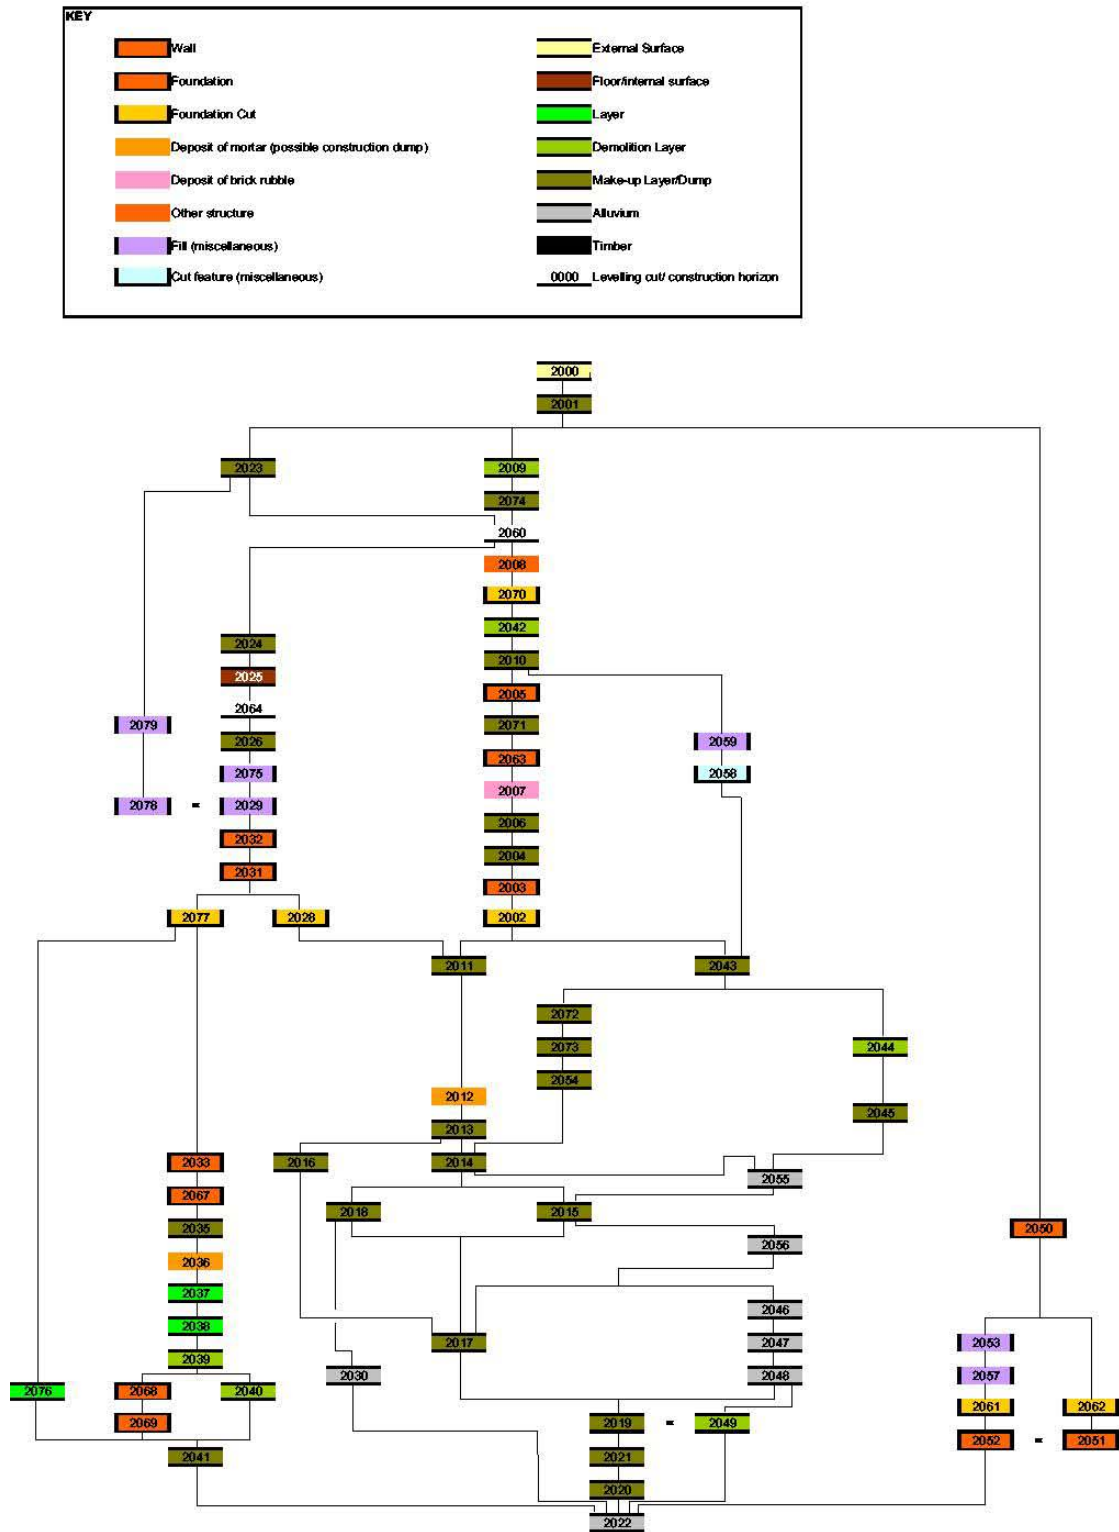 KEY
Wall
External Surface
Foundation
Floor/internal surface
Foundation Cut
Layer
Deposit of mortar (possible construction dump)
Demolition Layer
Deposit of brick rubble
Make-up Layer/Dump
Other structure
Alluvium
Fill (miscellaneous)
Timber
Cut feature (miscellaneous)
0000 Levelling cut/ construction horizon
2000
2001
2023 2009
2074
2060
2008
2070
2042
2024
2010
2025
2005
2064
2079 2071
2026 2059
2063
2075 2058
2007
2078 = 2029
2006
2032
2004
2031
2003
2077 2028 2002
2011 2043
2072
2073 2044
2054
2012
2045
2013
2033 2016 2014
2055
2067
2018 2015
2035 2050
2056
2036
2037
2046
2038
2017 2047 2053
2039
2030 2048 2057
2076 2068 2040
2061 2062
2069 2019 = 2049
2052 = 2051
2041 2021
2020
2022